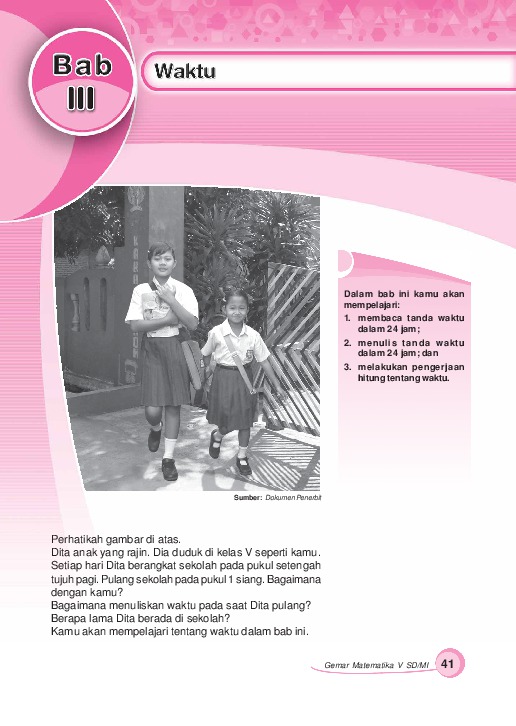 Bab
III
Waktu
Dalam bab ini kamu akan
mempelajari:
1. membaca tanda waktu
dalam 24 jam;
2. menulis tanda waktu
dalam 24 jam; dan
3. melakukan pengerjaan
hitung tentang waktu.
Sumber: Dokumen Penerbit
Perhatikah gambar di atas.
Dita anak yang rajin. Dia duduk di kelas V seperti kamu.
Setiap hari Dita berangkat sekolah pada pukul setengah
tujuh pagi. Pulang sekolah pada pukul 1 siang. Bagaimana
dengan kamu?
Bagaimana menuliskan waktu pada saat Dita pulang?
Berapa lama Dita berada di sekolah?
Kamu akan mempelajari tentang waktu dalam bab ini.
Gemar Matematika V SD/MI 41